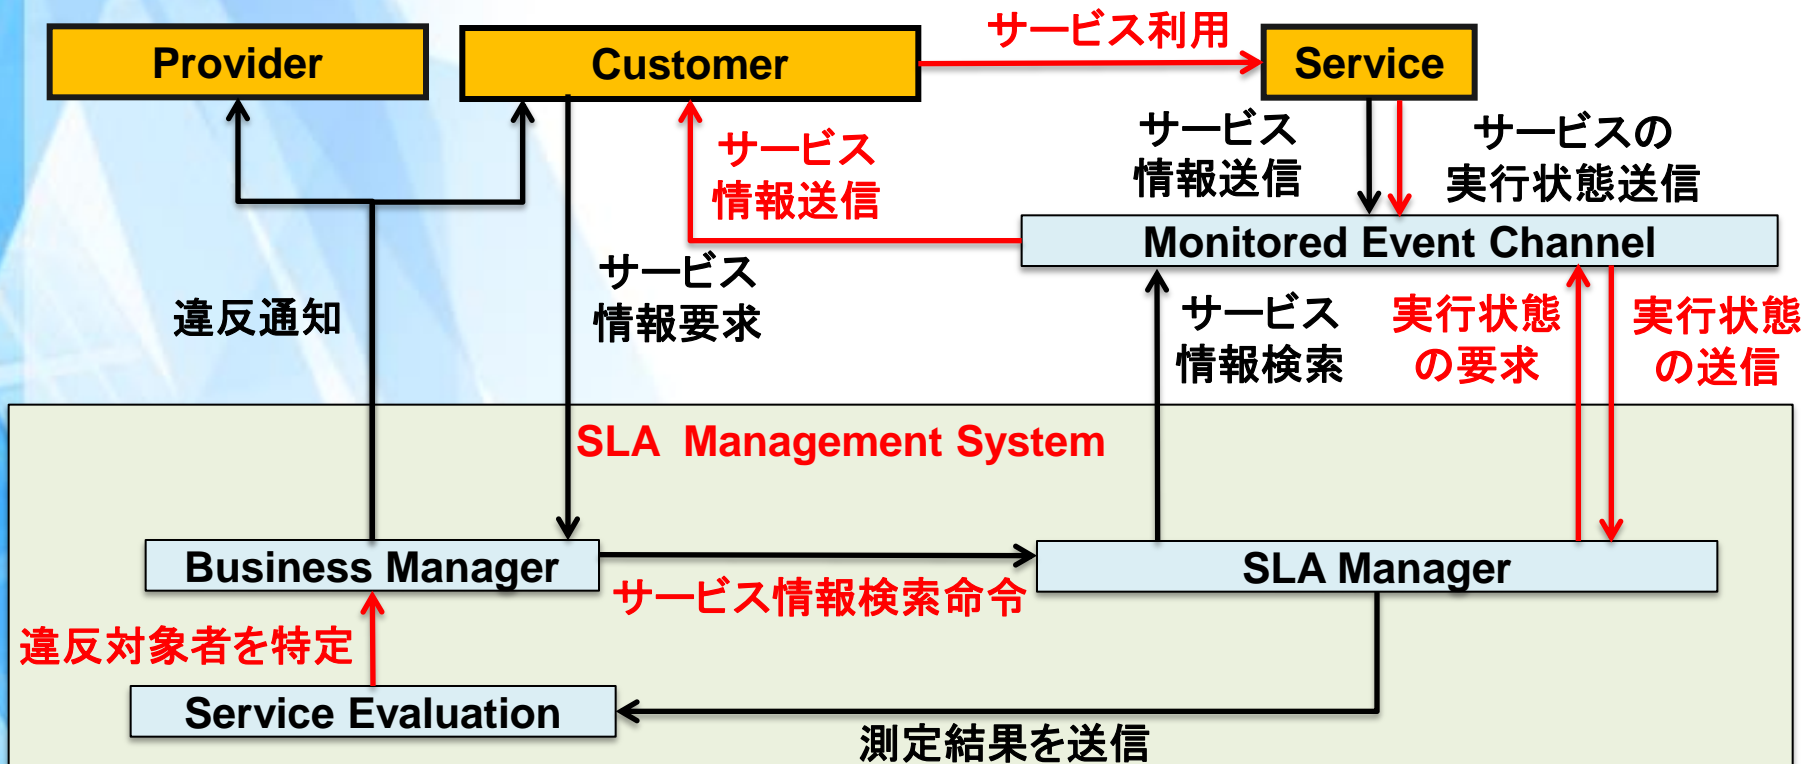 サービス利用
Provider
Customer
Service
サービス
情報送信
サービス
情報送信
サービスの
実行状態送信
Monitored Event Channel
違反通知
サービス
情報要求
サービス
情報検索
実行状態
の要求
実行状態
の送信
SLA Management System
Business Manager
サービス情報検索命令
SLA Manager
違反対象者を特定
Service Evaluation
測定結果を送信